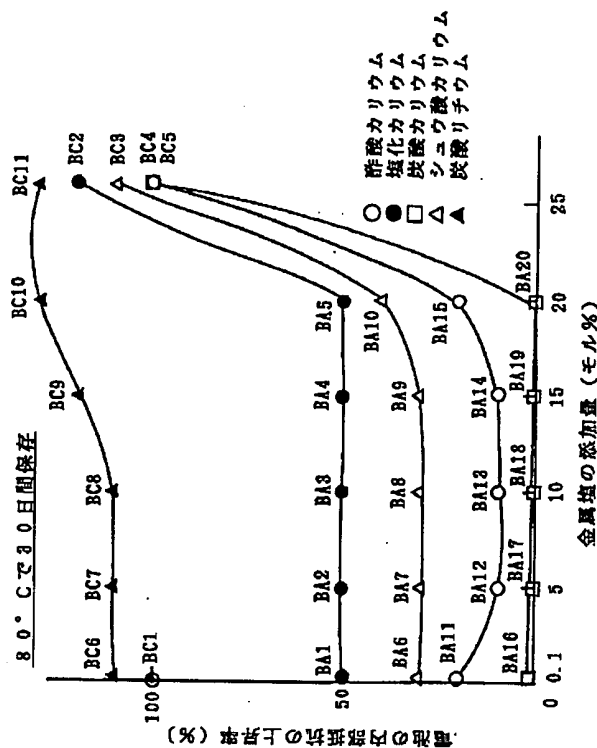 80°Cで30日間保存
電池の内部抵抗の上昇率 (%)
100
50
0
BC6
BC7
BC8
BC9
BC10
BC11
BC1
BC2
BC3
BC4
BC5
BA1
BA2
BA3
BA4
BA5
BA6
BA7
BA8
BA9
BA10
BA11
BA12
BA13
BA14
BA15
BA16
BA17
BA18
BA19
BA20
○ 酢酸カリウム
● 塩化カリウム
□ 炭酸カリウム
△ シュウ酸カリウム
▲ 炭酸リチウム
0.1
5
10
15
20
25
金属塩の添加量 (モル%)